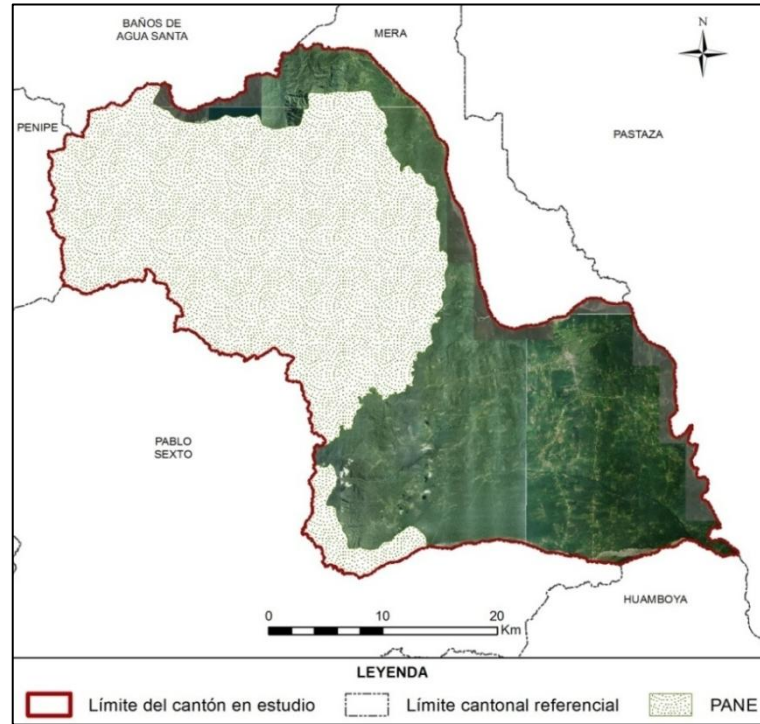 BAÑOS DE
AGUA SANTA
MERA
N
PENIPE
PASTAZA
PABLO
SEXTO
HUAMBOYA
0 10 20
Km
LEYENDA
Límite del cantón en estudio Límite cantonal referencial PANE